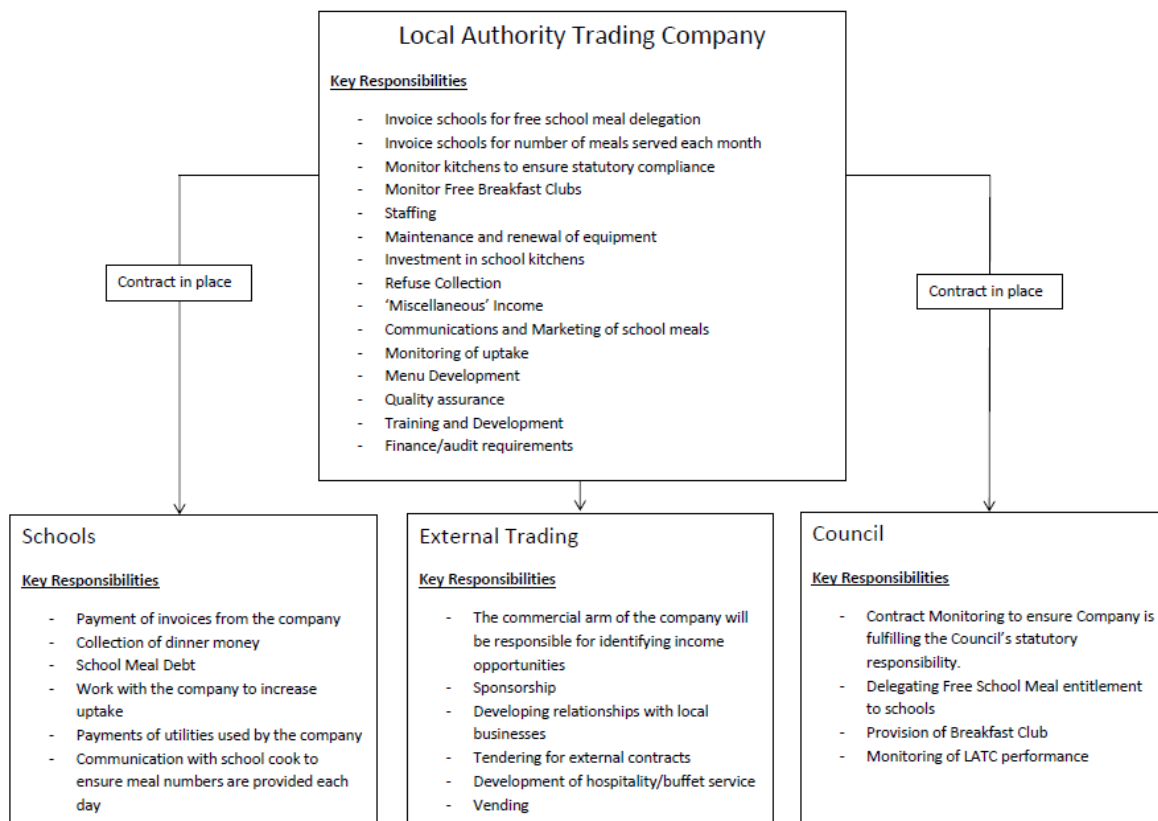 Local Authority Trading Company
Key Responsibilities
- Invoice schools for free school meal delegation
- Invoice schools for number of meals served each month
- Monitor kitchens to ensure statutory compliance
- Monitor Free Breakfast Clubs
- Staffing
- Maintenance and renewal of equipment
- Investment in school kitchens
- Refuse Collection
- ‘Miscellaneous’ Income
- Communications and Marketing of school meals
- Monitoring of uptake
- Menu Development
- Quality assurance
- Training and Development
- Finance/audit requirements
Contract in place
Contract in place
Schools
Key Responsibilities
- Payment of invoices from the company
- Collection of dinner money
- School Meal Debt
- Work with the company to increase
uptake
- Payments of utilities used by the company
- Communication with school cook to
ensure meal numbers are provided each
day
External Trading
Key Responsibilities
- The commercial arm of the company will
be responsible for identifying income
opportunities
- Sponsorship
- Developing relationships with local
businesses
- Tendering for external contracts
- Development of hospitality/buffet service
- Vending
Council
Key Responsibilities
- Contract Monitoring to ensure Company is
fulfilling the Council’s statutory
responsibility.
- Delegating Free School Meal entitlement
to schools
- Provision of Breakfast Club
- Monitoring of LATC performance